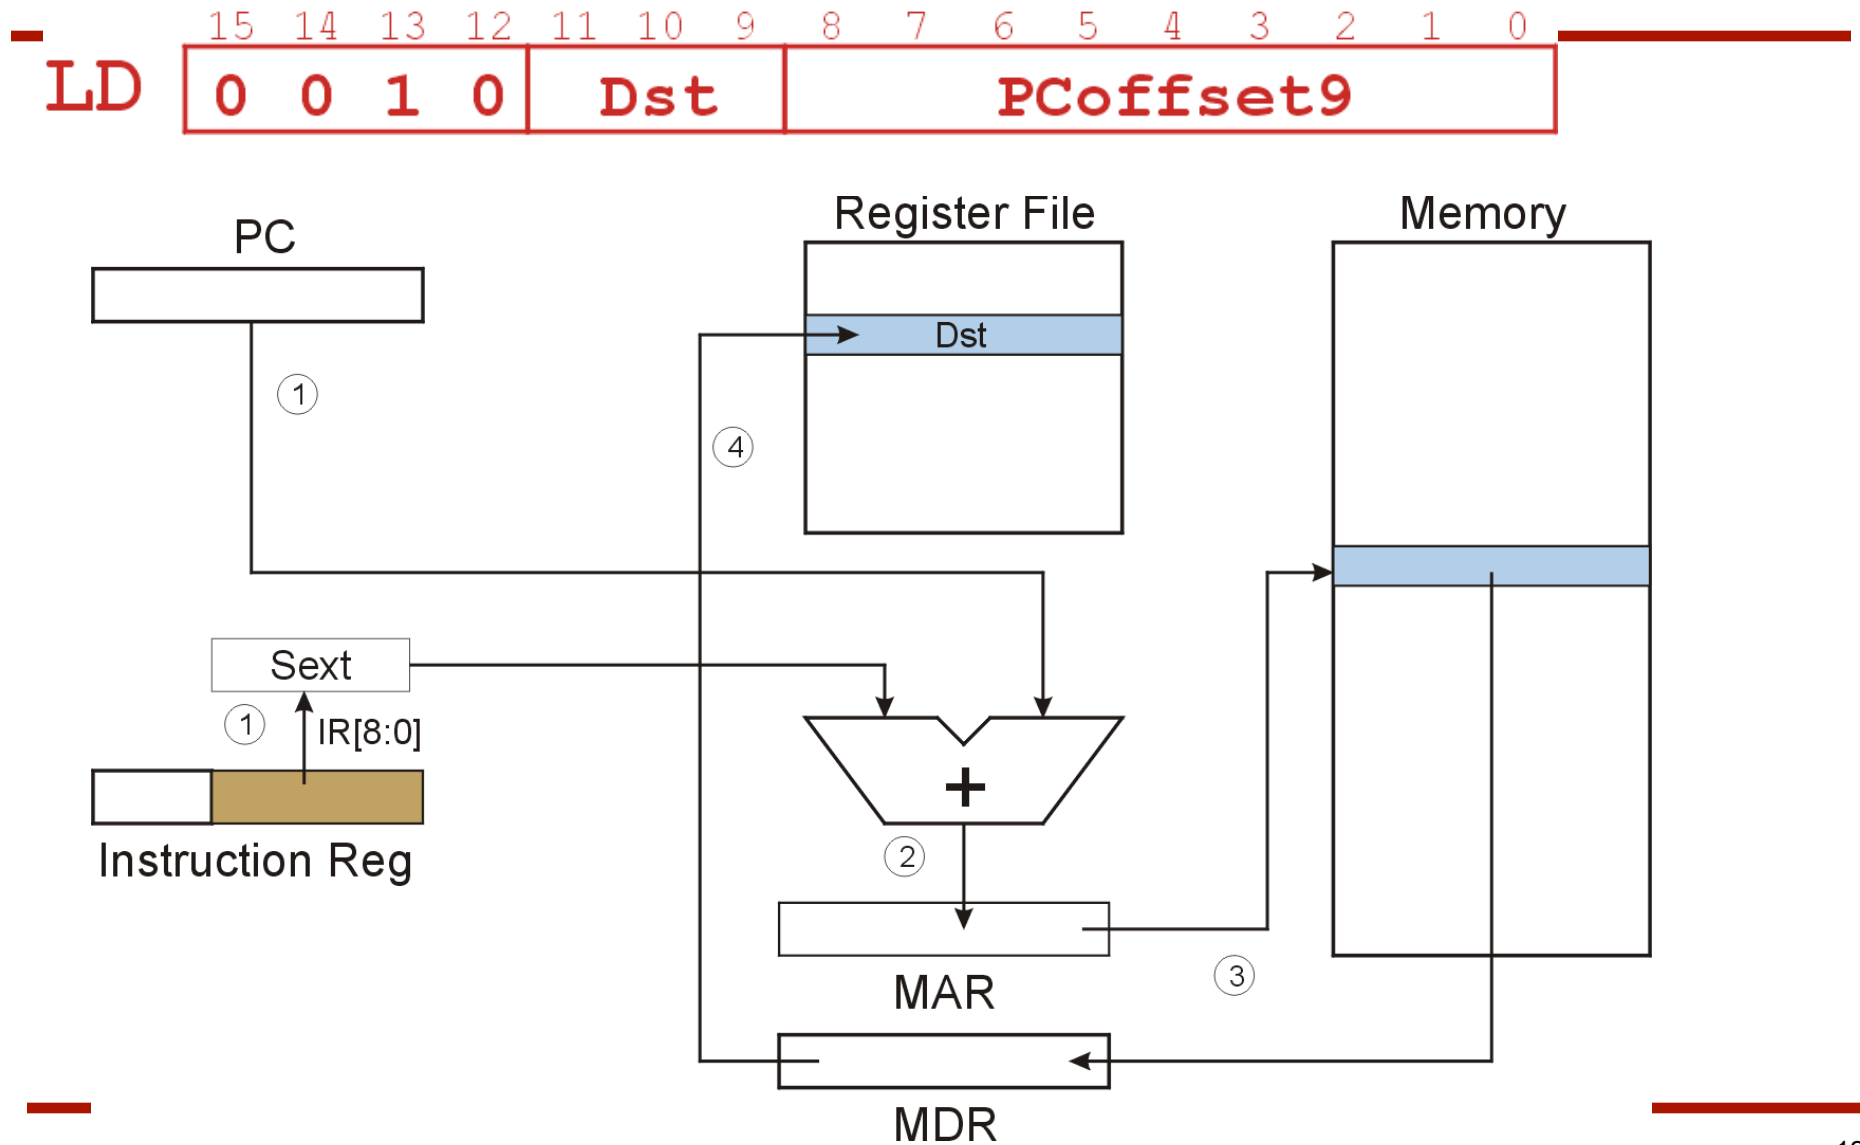 15 14 13 12 11 10 9 8 7 6 5 4 3 2 1 0
LD 0 0 1 0 Dst PCoffset9
Register File
Memory
PC
Dst
1
4
Sext
1
IR[8:0]
+
Instruction Reg
2
MAR
3
MDR